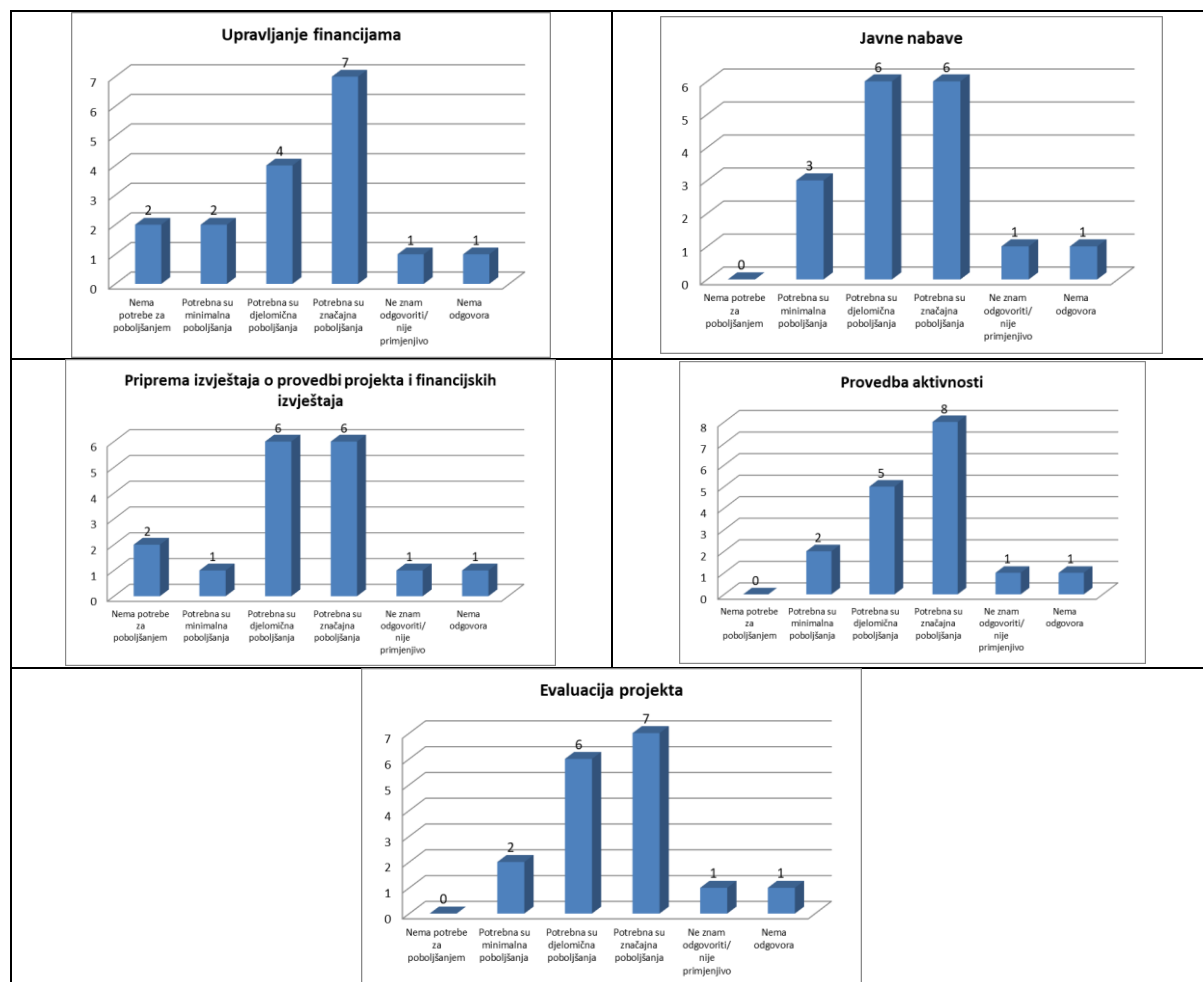 Upravljanje financijama
7
6
5
4
3
2
1
0
2
2
4
7
1
1
Nema
potrebe za
poboljšanjem
Potrebna su
minimalna
poboljšanja
Potrebna su
djelomična
poboljšanja
Potrebna su
značajna
poboljšanja
Ne znam
odgovoriti/
nije
primjenjivo
Nema
odgovora
Javne nabave
6
5
4
3
2
1
0
0
3
6
6
1
1
Nema potrebe
za
poboljšanjem
Potrebna su
minimalna
poboljšanja
Potrebna su
djelomična
poboljšanja
Potrebna su
značajna
poboljšanja
Ne znam
odgovoriti/
nije
primjenjivo
Nema
odgovora
Priprema izvještaja o provedbi projekta i financijskih
izvještaja
6
5
4
3
2
1
0
2
1
6
6
1
1
Nema potrebe
za
poboljšanjem
Potrebna su
minimalna
poboljšanja
Potrebna su
djelomična
poboljšanja
Potrebna su
značajna
poboljšanja
Ne znam
odgovoriti/
nije
primjenjivo
Nema
odgovora
Provedba aktivnosti
8
7
6
5
4
3
2
1
0
0
2
5
8
1
1
Nema potrebe
za
poboljšanjem
Potrebna su
minimalna
poboljšanja
Potrebna su
djelomična
poboljšanja
Potrebna su
značajna
poboljšanja
Ne znam
odgovoriti/
nije
primjenjivo
Nema
odgovora
Evaluacija projekta
7
6
5
4
3
2
1
0
0
2
6
7
1
1
Nema potrebe
za
poboljšanjem
Potrebna su
minimalna
poboljšanja
Potrebna su
djelomična
poboljšanja
Potrebna su
značajna
poboljšanja
Ne znam
odgovoriti/
nije
primjenjivo
Nema
odgovora